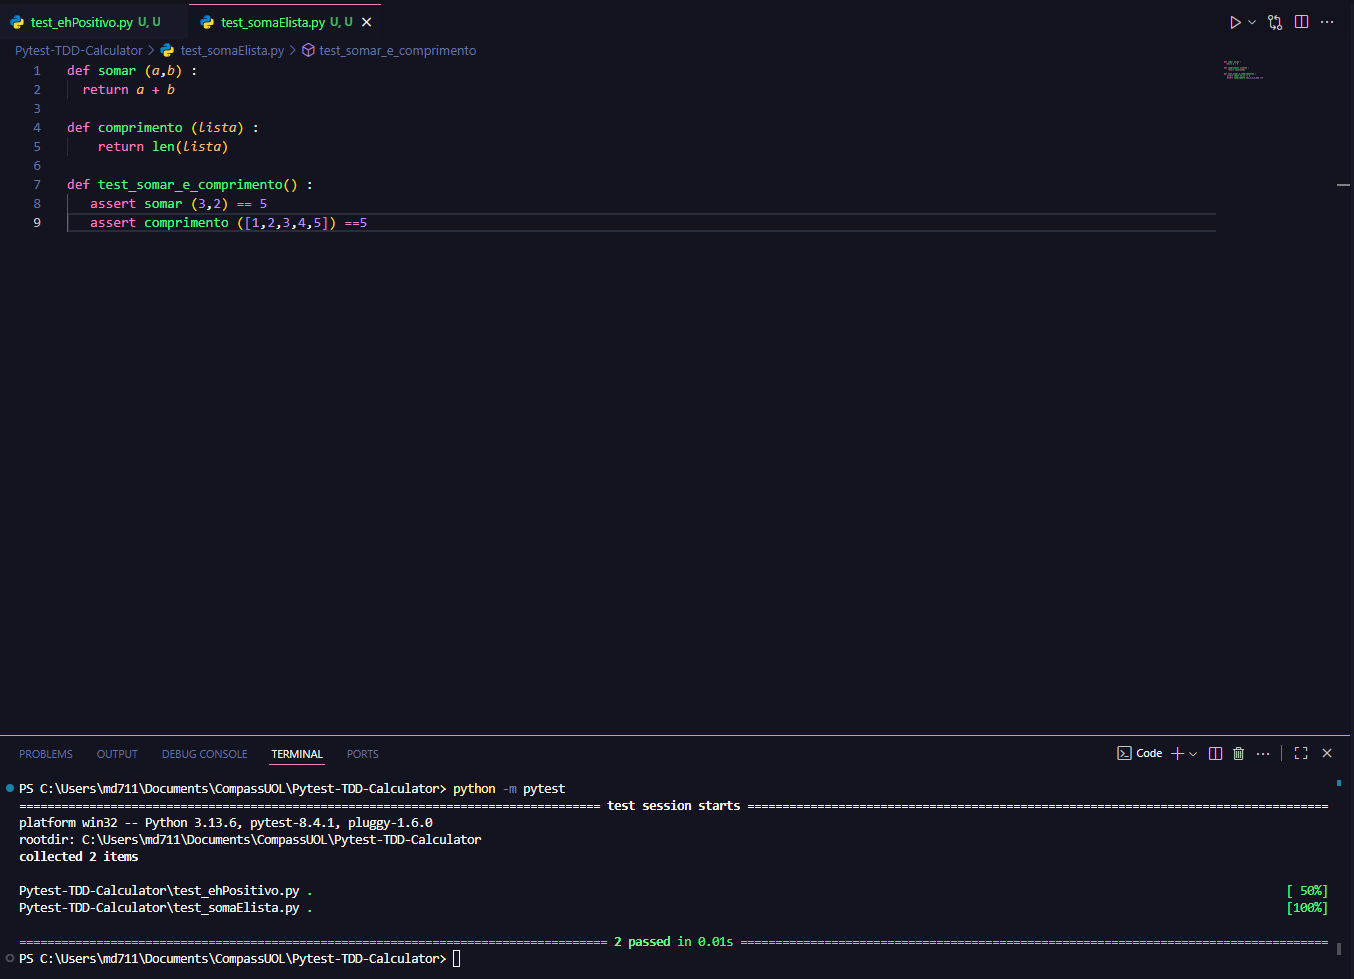 test_ehPositivo.py U, U test_somaElista.py U, U
Pytest-TDD-Calculator > test_somaElista.py > test_somar_e_comprimento
1 def somar (a,b) :
2 return a + b
3
4 def comprimento (lista) :
5 return len(lista)
6
7 def test_somar_e_comprimento() :
8 assert somar (3,2) == 5
9 assert comprimento ([1,2,3,4,5]) ==5
PROBLEMS OUTPUT DEBUG CONSOLE TERMINAL PORTS Code
PS C:\Users\md711\Documents\CompassUOL\Pytest-TDD-Calculator> python -m pytest
=== test session starts ===
platform win32 -- Python 3.13.6, pytest-8.4.1, pluggy-1.6.0
rootdir: C:\Users\md711\Documents\CompassUOL\Pytest-TDD-Calculator
collected 2 items
Pytest-TDD-Calculator\test_ehPositivo.py . [ 50%]
Pytest-TDD-Calculator\test_somaElista.py . [100%]
=== 2 passed in 0.01s ===
PS C:\Users\md711\Documents\CompassUOL\Pytest-TDD-Calculator>